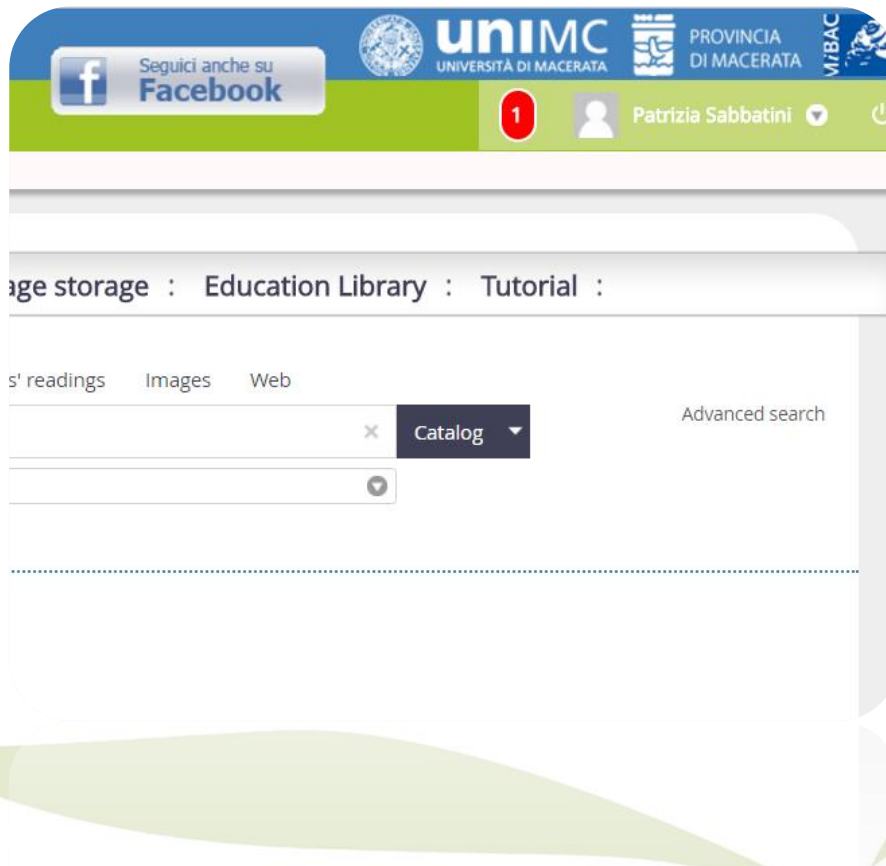 Seguici anche su
Facebook
unIMC
UNIVERSITÀ DI MACERATA
PROVINCIA
DI MACERATA
MiBAC
1
Patrizia Sabbatini
age storage : Education Library : Tutorial :
s' readings Images Web
Catalog
Advanced search